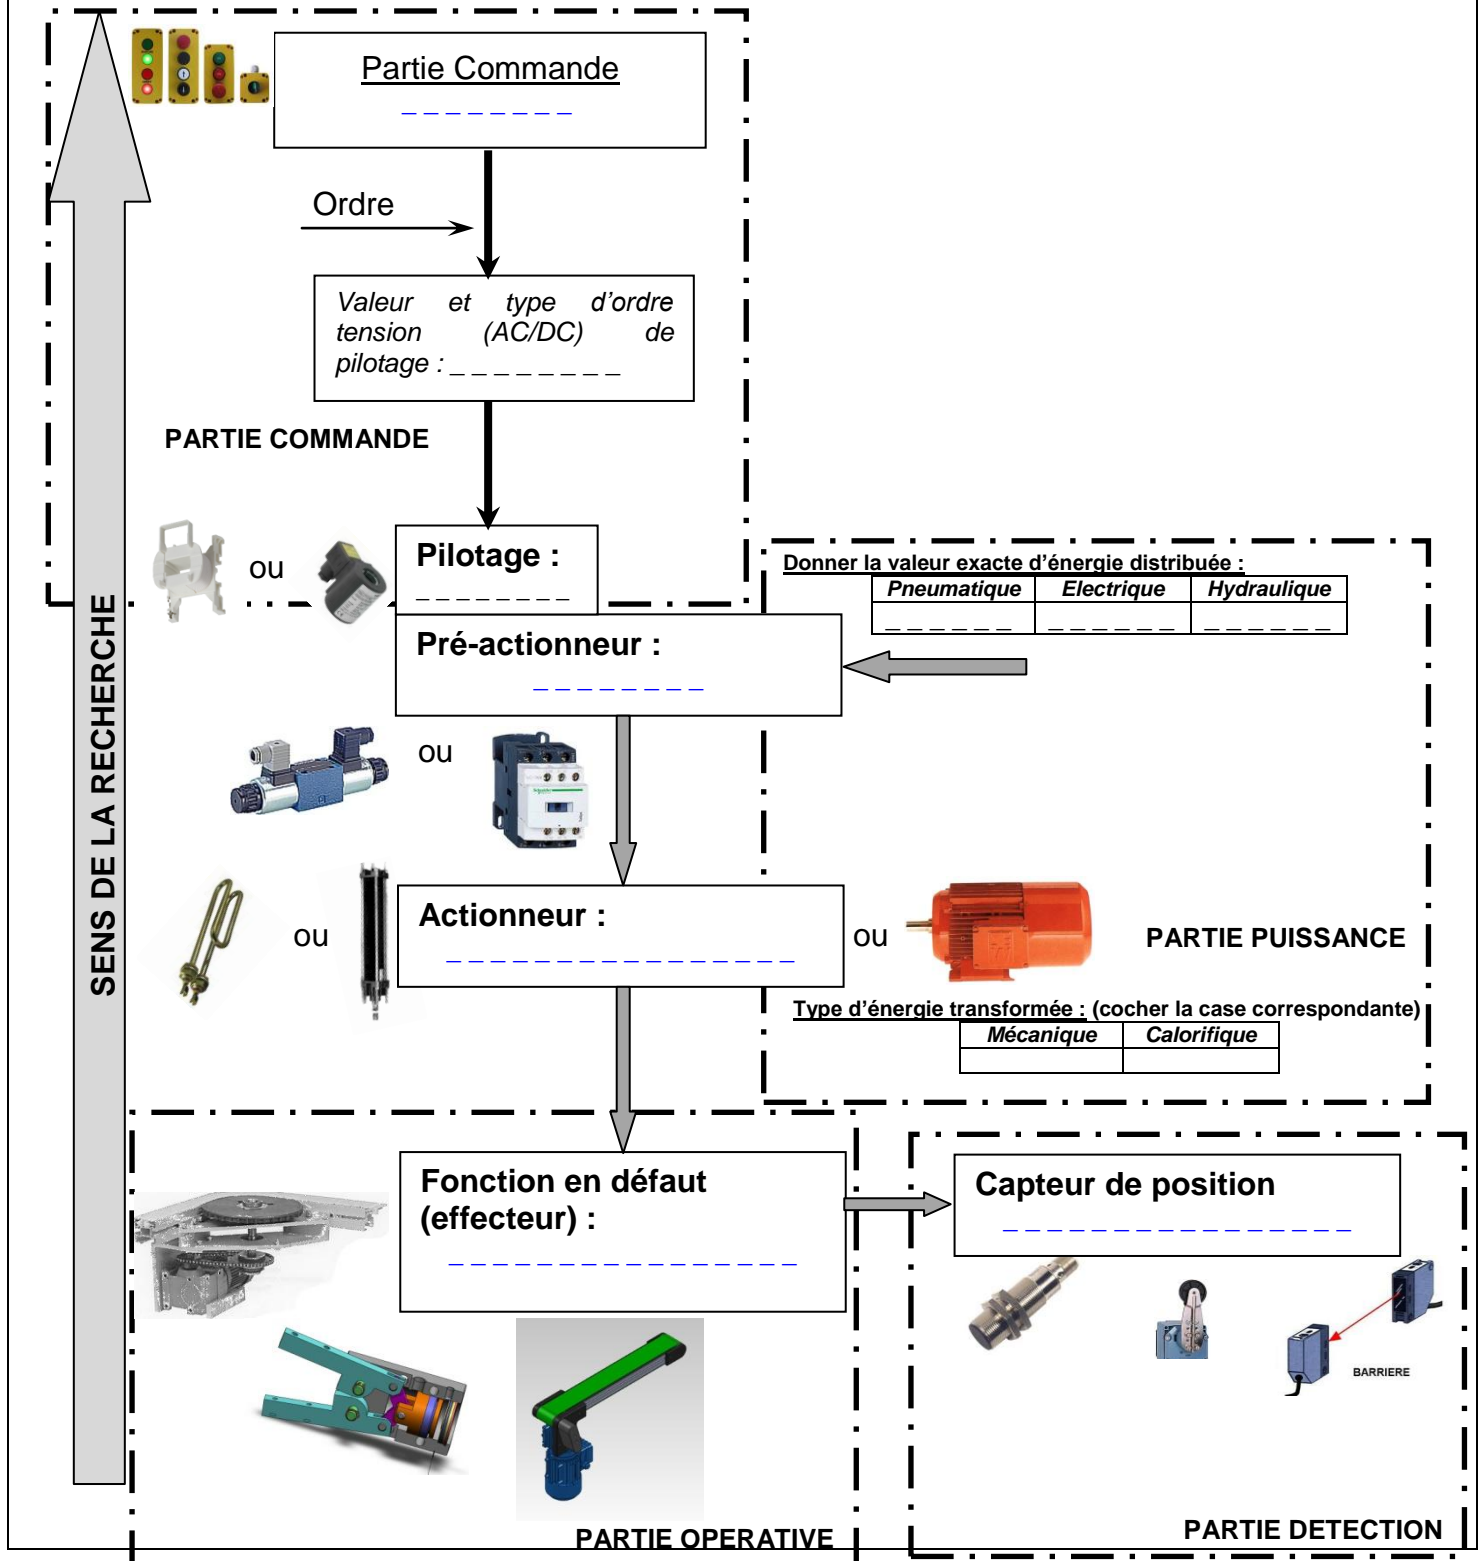 Partie Commande
_ _ _ _ _ _ _ _
Ordre
Valeur et type d’ordre
tension (AC/DC) de
pilotage : _ _ _ _ _ _ _ _
PARTIE COMMANDE
ou
Pilotage :
_ _ _ _ _ _ _ _
Donner la valeur exacte d’énergie distribuée :
Pneumatique Electrique Hydraulique
_ _ _ _ _ _ _ _ _ _ _ _ _ _ _ _ _ _
Pré-actionneur :
_ _ _ _ _ _ _ _
SENS DE LA RECHERCHE
ou
ou
Actionneur :
_ _ _ _ _ _ _ _ _ _ _ _ _ _ _ _
ou
PARTIE PUISSANCE
Type d’énergie transformée : (cocher la case correspondante)
Mécanique Calorifique
Fonction en défaut
(effecteur) :
_ _ _ _ _ _ _ _ _ _ _ _ _ _ _ _
Capteur de position
_ _ _ _ _ _ _ _ _ _ _ _ _ _ _ _
BARRIERE
PARTIE OPERATIVE
PARTIE DETECTION